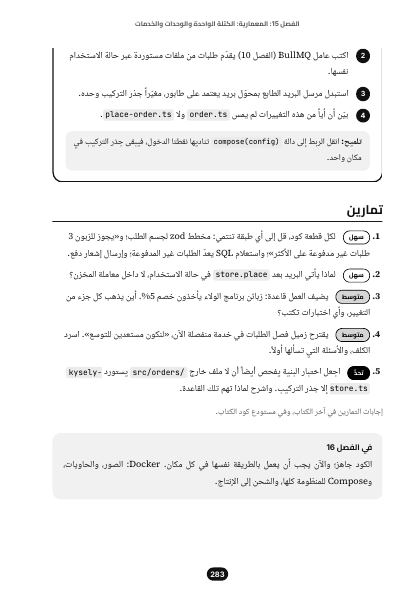 الفصل 15: المعمارية: الكتلة الواحدة والوحدات والخدمات
2 اكتب عامل BullMQ (الفصل 10) يقدّم طلبات من ملفات مستوردة عبر حالة الاستخدام
نفسها.
3 استبدل مرسل البريد الطابع بمحوّل بريد يعتمد على طابور، مغيّراً جذر التركيب وحده.
4 بيّن أن أياً من هذه التغييرات لم يمس order.ts ولا place-order.ts.
تلميح: انقل الربط إلى دالة compose(config) تناديها نقطتا الدخول، فيبقى جذر التركيب في
مكان واحد.
تمارين
1. سهل لكل قطعة كود، قل إلى أي طبقة تنتمي: مخطط zod لجسم الطلب؛ و«يجوز للزبون 3
طلبات غير مدفوعة على الأكثر»؛ واستعلام SQL يعدّ الطلبات غير المدفوعة؛ وإرسال إشعار دفع.
2. سهل لماذا يأتي البريد بعد store.place في حالة الاستخدام، لا داخل معاملة المخزن؟
3. متوسط يضيف العمل قاعدة: زبائن برنامج الولاء يأخذون خصم 5%. أين يذهب كل جزء من
التغيير، وأي اختبارات تكتب؟
4. متوسط يقترح زميل فصل الطلبات في خدمة منفصلة الآن، «لنكون مستعدين للتوسع». اسرد
الكلف، والأسئلة التي تسألها أولاً.
5. تحدٍّ اجعل اختبار البنية يفحص أيضاً أن لا ملف خارج src/orders/ يستورد kysely-
store.ts إلا جذر التركيب. واشرح لماذا تهم تلك القاعدة.
إجابات التمارين في آخر الكتاب، وفي مستودع كود الكتاب.
في الفصل 16
الكود جاهز؛ والآن يجب أن يعمل بالطريقة نفسها في كل مكان. Docker: الصور، والحاويات،
وCompose للمنظومة كلها، والشحن إلى الإنتاج.
283